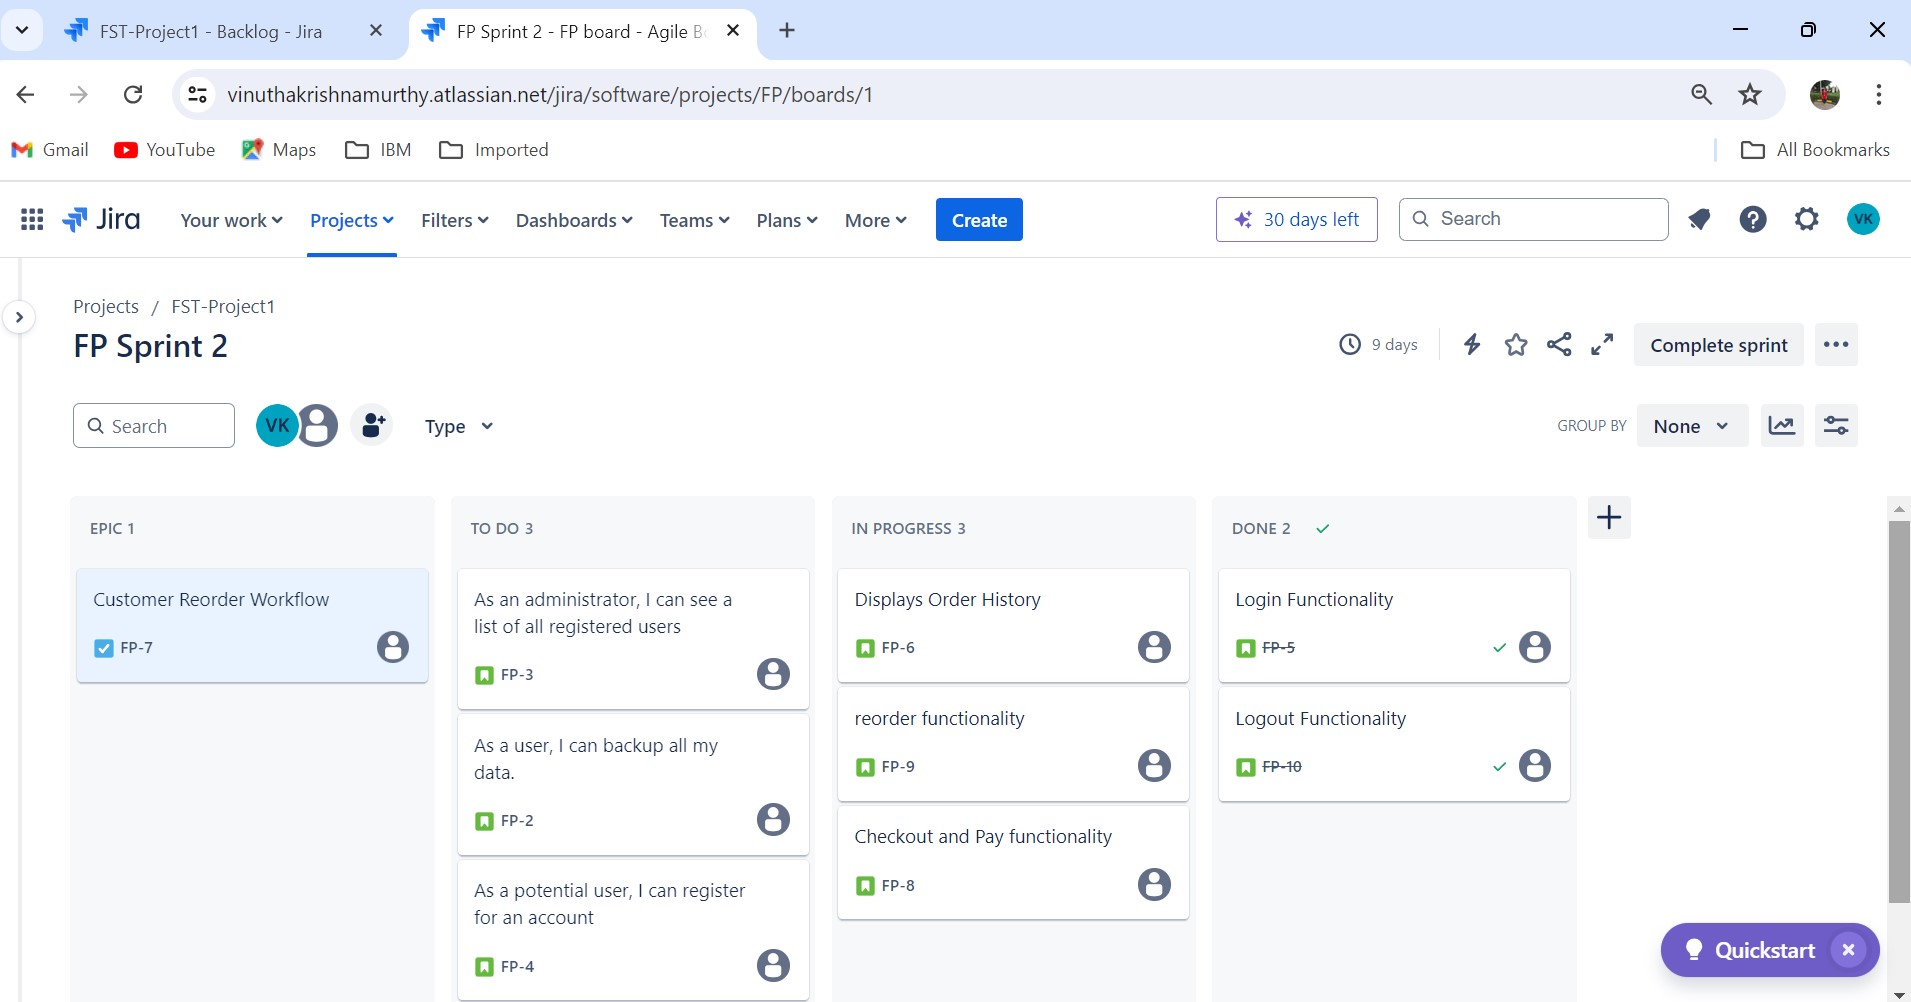 FST-Project1 - Backlog - Jira
FP Sprint 2 - FP board - Agile B
vinuthakrishnamurthy.atlassian.net/jira/software/projects/FP/boards/1
Gmail
YouTube
Maps
IBM
Imported
All Bookmarks
Jira
Your work
Projects
Filters
Dashboards
Teams
Plans
More
Create
30 days left
Search
VK
Projects / FST-Project1
FP Sprint 2
9 days
Complete sprint
Search
VK
Type
GROUP BY
None
EPIC 1
Customer Reorder Workflow
FP-7
TO DO 3
As an administrator, I can see a
list of all registered users
FP-3
As a user, I can backup all my
data.
FP-2
As a potential user, I can register
for an account
FP-4
IN PROGRESS 3
Displays Order History
FP-6
reorder functionality
FP-9
Checkout and Pay functionality
FP-8
DONE 2
Login Functionality
FP-5
Logout Functionality
FP-10
Quickstart